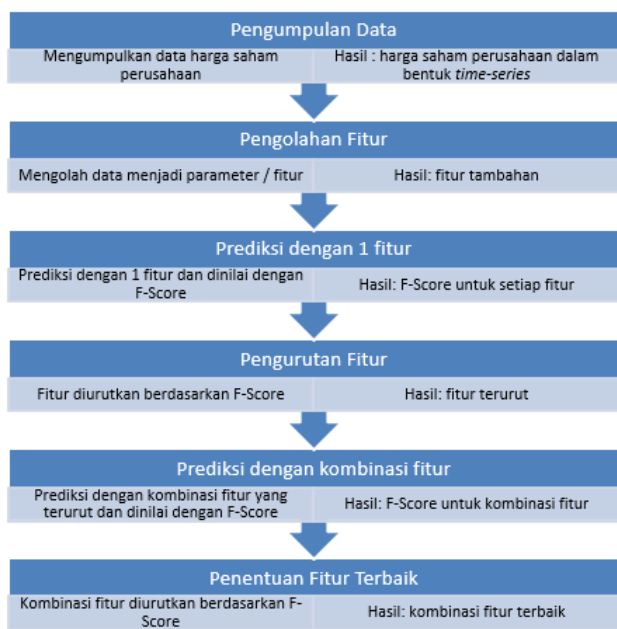 Pengumpulan Data
Mengumpulkan data harga saham
perusahaan
Hasil : harga saham perusahaan dalam
bentuk time-series
Pengolahan Fitur
Mengolah data menjadi parameter / fitur
Hasil: fitur tambahan
Prediksi dengan 1 fitur
Prediksi dengan 1 fitur dan dinilai dengan
F-Score
Hasil: F-Score untuk setiap fitur
Pengurutan Fitur
Fitur diurutkan berdasarkan F-Score
Hasil: fitur terurut
Prediksi dengan kombinasi fitur
Prediksi dengan kombinasi fitur yang
terurut dan dinilai dengan F-Score
Hasil: F-Score untuk kombinasi fitur
Penentuan Fitur Terbaik
Kombinasi fitur diurutkan berdasarkan F-
Score
Hasil: kombinasi fitur terbaik